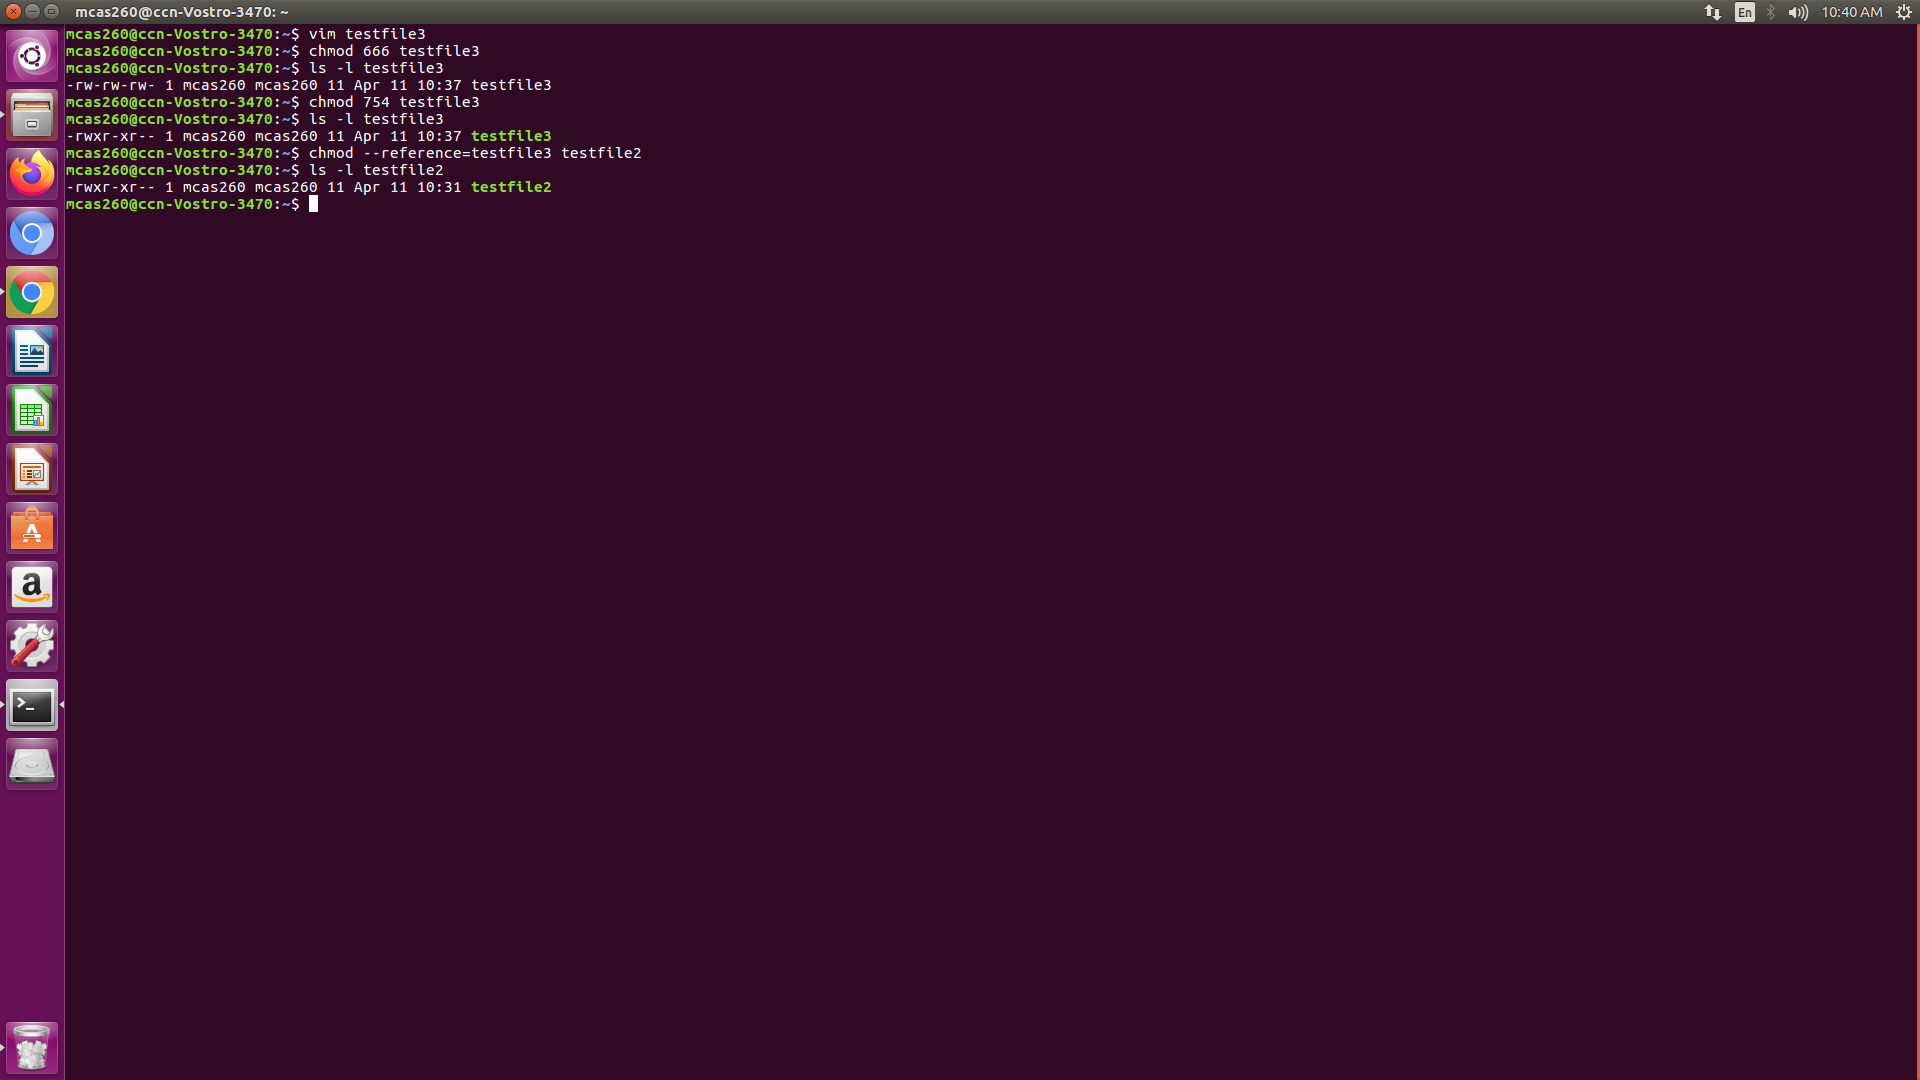 mcas260@ccn-Vostro-3470: ~
En
10:40 AM
mcas260@ccn-Vostro-3470:~$ vim testfile3
mcas260@ccn-Vostro-3470:~$ chmod 666 testfile3
mcas260@ccn-Vostro-3470:~$ ls -l testfile3
-rw-rw-rw- 1 mcas260 mcas260 11 Apr 11 10:37 testfile3
mcas260@ccn-Vostro-3470:~$ chmod 754 testfile3
mcas260@ccn-Vostro-3470:~$ ls -l testfile3
-rwxr-xr-- 1 mcas260 mcas260 11 Apr 11 10:37 testfile3
mcas260@ccn-Vostro-3470:~$ chmod --reference=testfile3 testfile2
mcas260@ccn-Vostro-3470:~$ ls -l testfile2
-rwxr-xr-- 1 mcas260 mcas260 11 Apr 11 10:31 testfile2
mcas260@ccn-Vostro-3470:~$